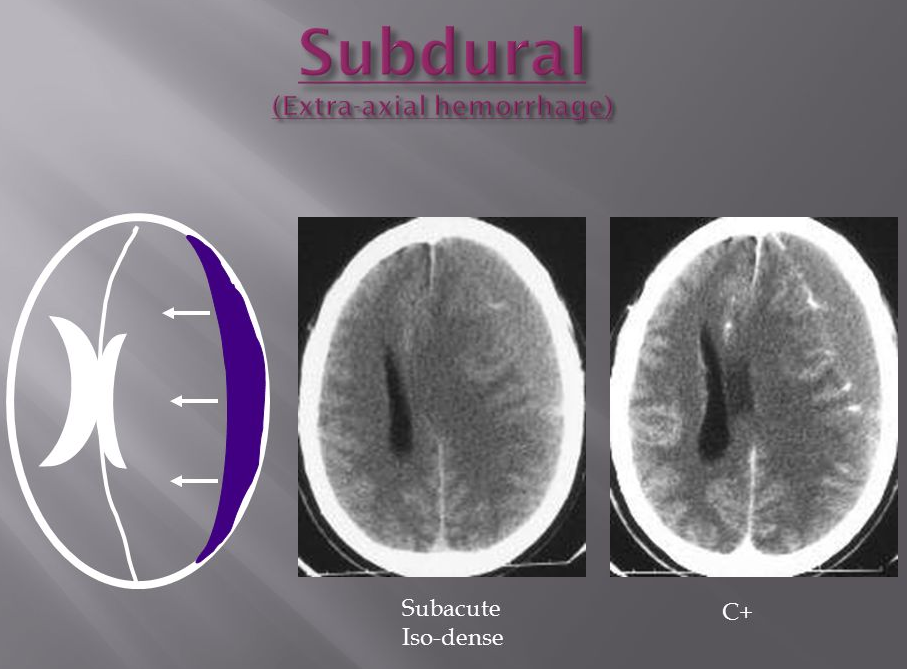 Subdural
(Extra-axial hemorrhage)
Subacute
Iso-dense
C+